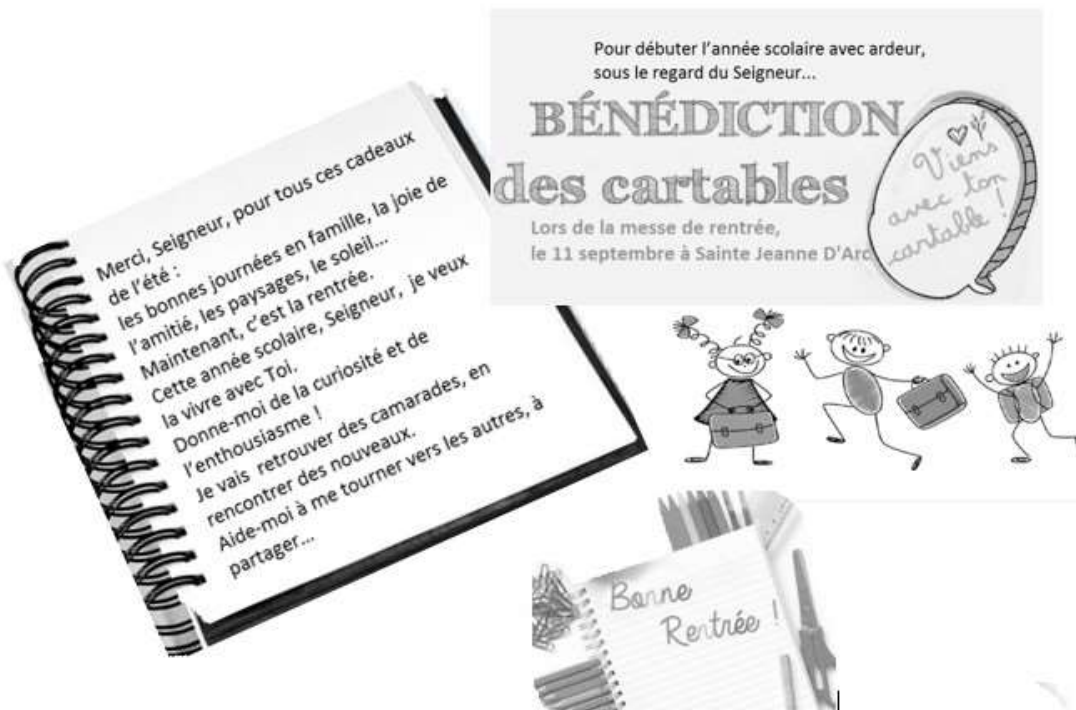 Pour débuter l'année scolaire avec ardeur,
sous le regard du Seigneur...
BÉNÉDICTION
des cartables
Lors de la messe de rentrée,
le 11 septembre à Sainte Jeanne D'Arc
Viens
avec ton
cartable !
Merci, Seigneur, pour tous ces cadeaux
de l'été :
les bonnes journées en famille, la joie de
l'amitié, les paysages, le soleil...
Maintenant, c'est la rentrée.
Cette année scolaire, Seigneur, je veux
la vivre avec Toi.
Donne-moi de la curiosité et de
l'enthousiasme !
Je vais retrouver des camarades, en
rencontrer des nouveaux.
Aide-moi à me tourner vers les autres, à
partager...
Bonne
Rentrée !